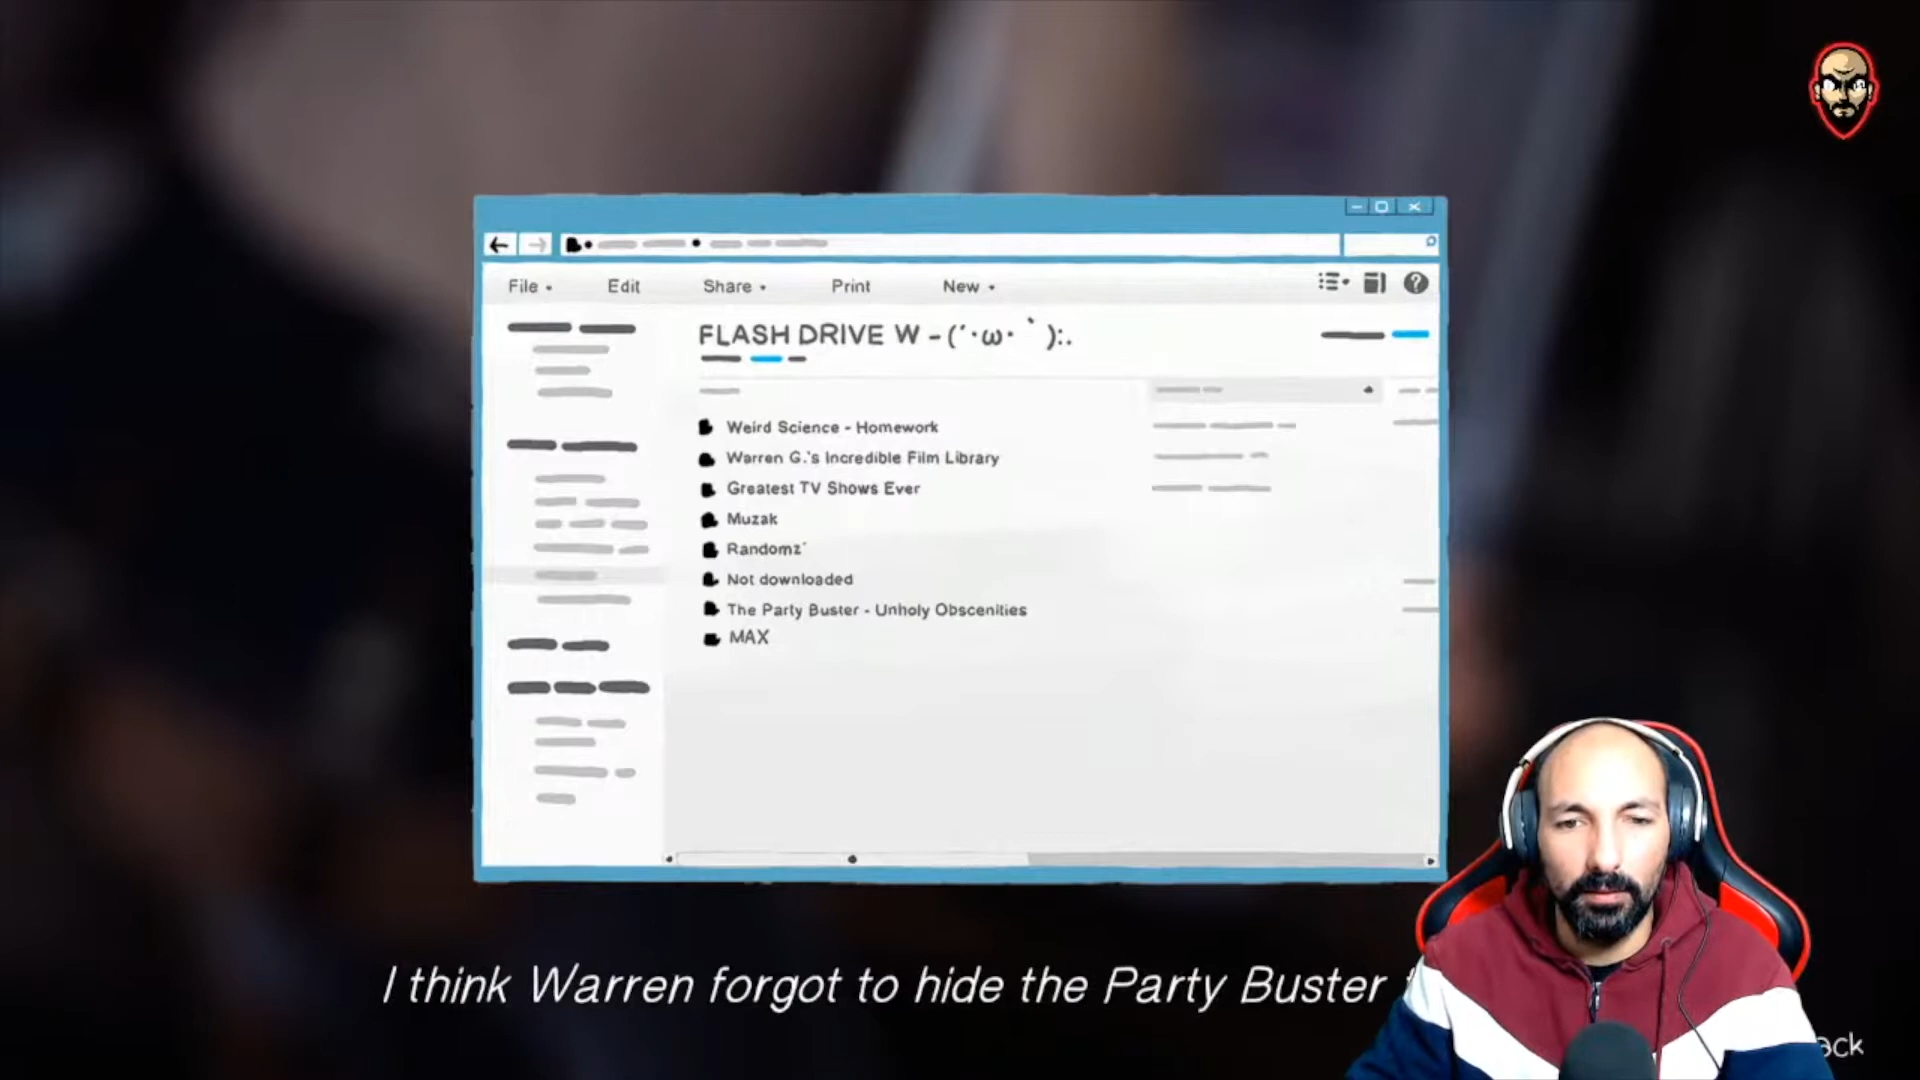 File
Edit
Share
Print
New
FLASH DRIVE W - (´･ω･`):.
Weird Science - Homework
Warren G.'s Incredible Film Library
Greatest TV Shows Ever
Muzak
Randomz'
Not downloaded
The Party Buster - Unholy Obscenities
MAX
I think Warren forgot to hide the Party Buster